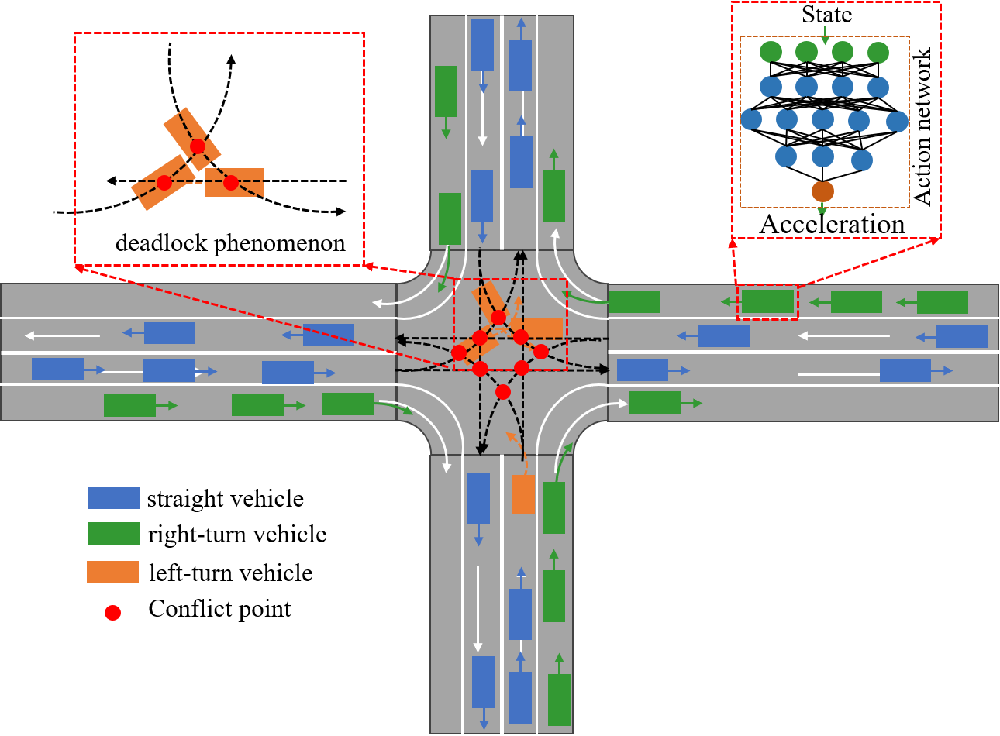 State
Action network
Acceleration
deadlock phenomenon
straight vehicle
right-turn vehicle
left-turn vehicle
Conflict point